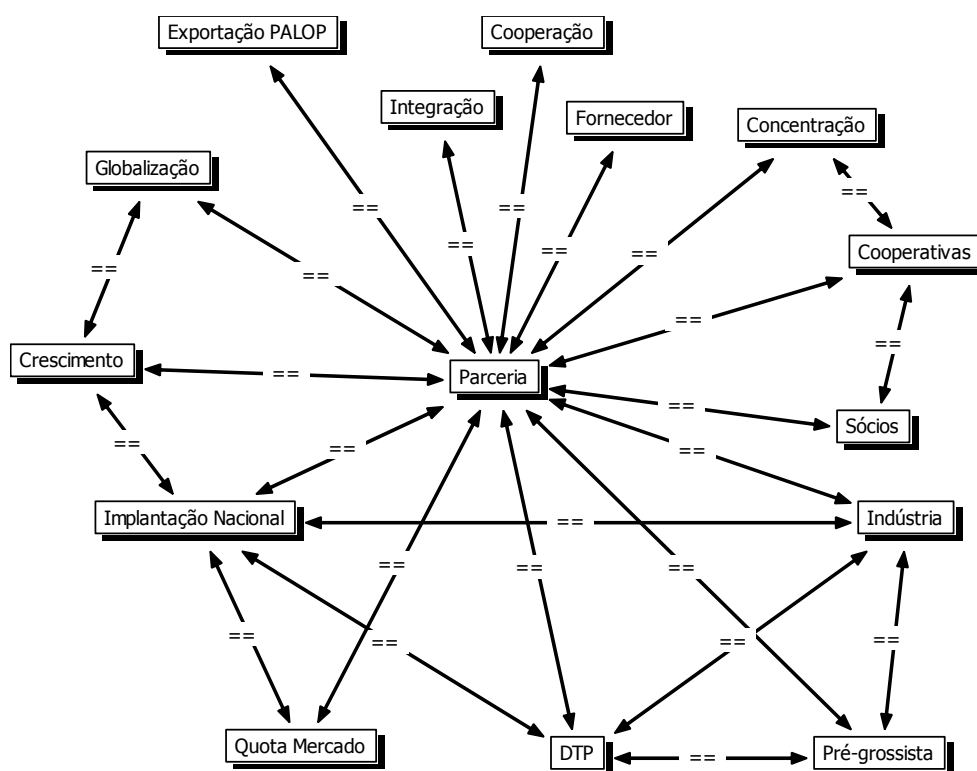 Exportação PALOP
Cooperação
Integração
Fornecedor
Concentração
Globalização
==
==
Cooperativas
==
==
==
==
==
==
==
Crescimento
Parceria
==
==
==
Sócios
==
==
==
Implantação Nacional
==
Indústria
==
==
==
==
==
==
==
Quota Mercado
DTP
==
Pré-grossista